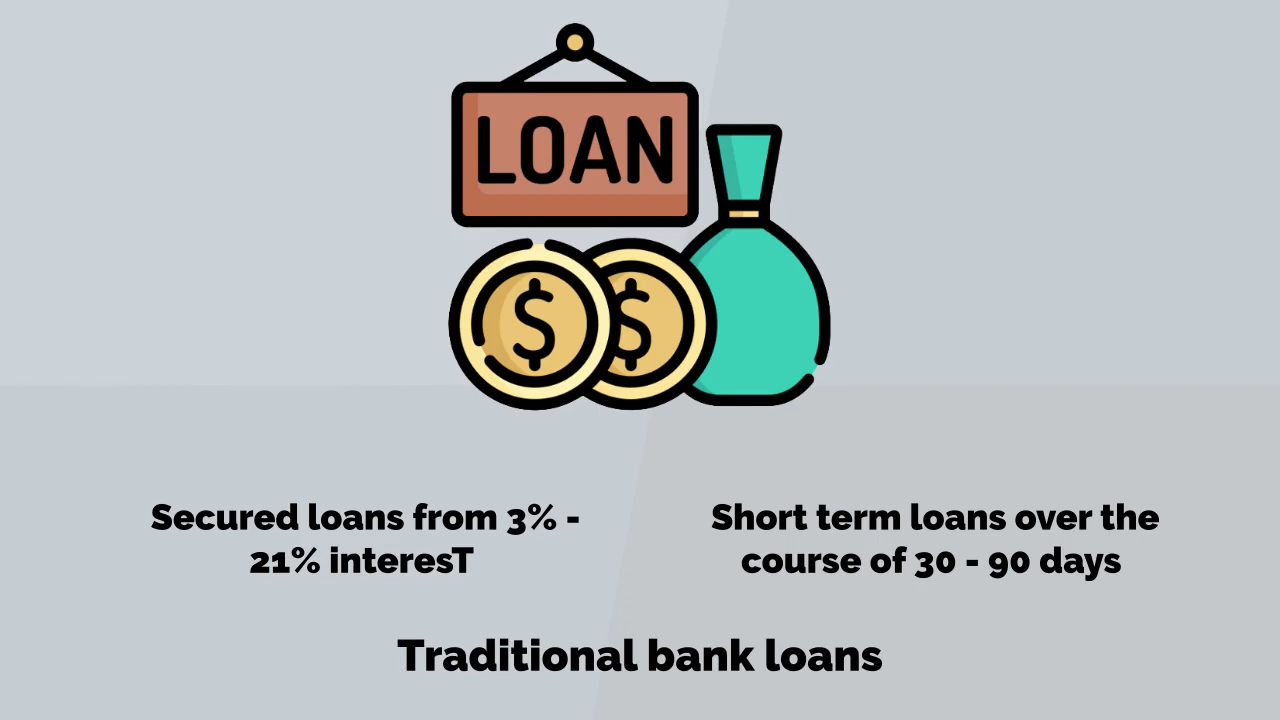 LOAN
$ $
Secured loans from 3% -
21% interesT
Short term loans over the
course of 30 - 90 days
Traditional bank loans